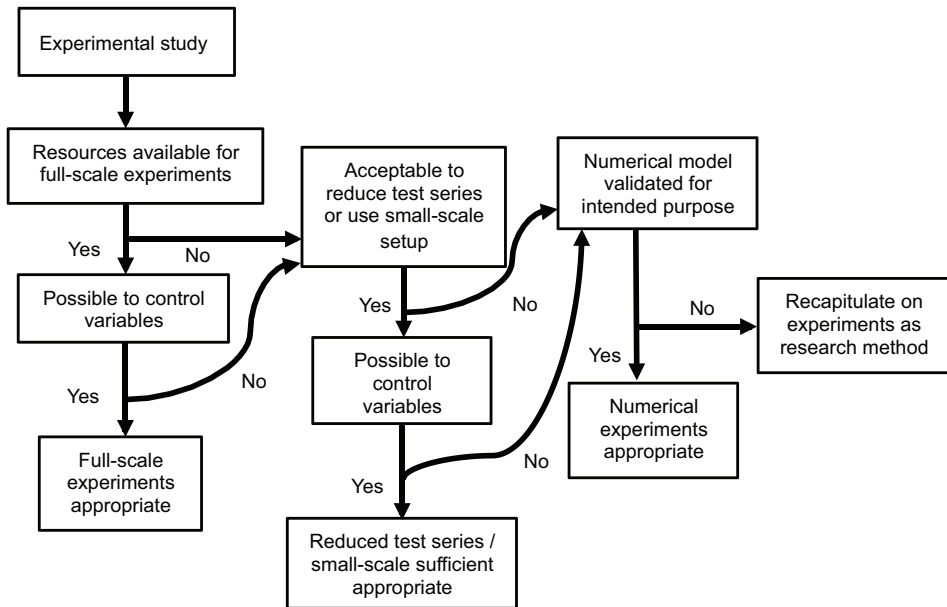 Experimental study
Resources available for
full-scale experiments
Yes
No
Possible to control
variables
Yes
No
Full-scale
experiments
appropriate
Acceptable to
reduce test series
or use small-scale
setup
Yes
No
Possible to
control
variables
Yes
No
Reduced test series /
small-scale sufficient
appropriate
Numerical model
validated for
intended purpose
No
Yes
Recapitulate on
experiments as
research method
Numerical
experiments
appropriate